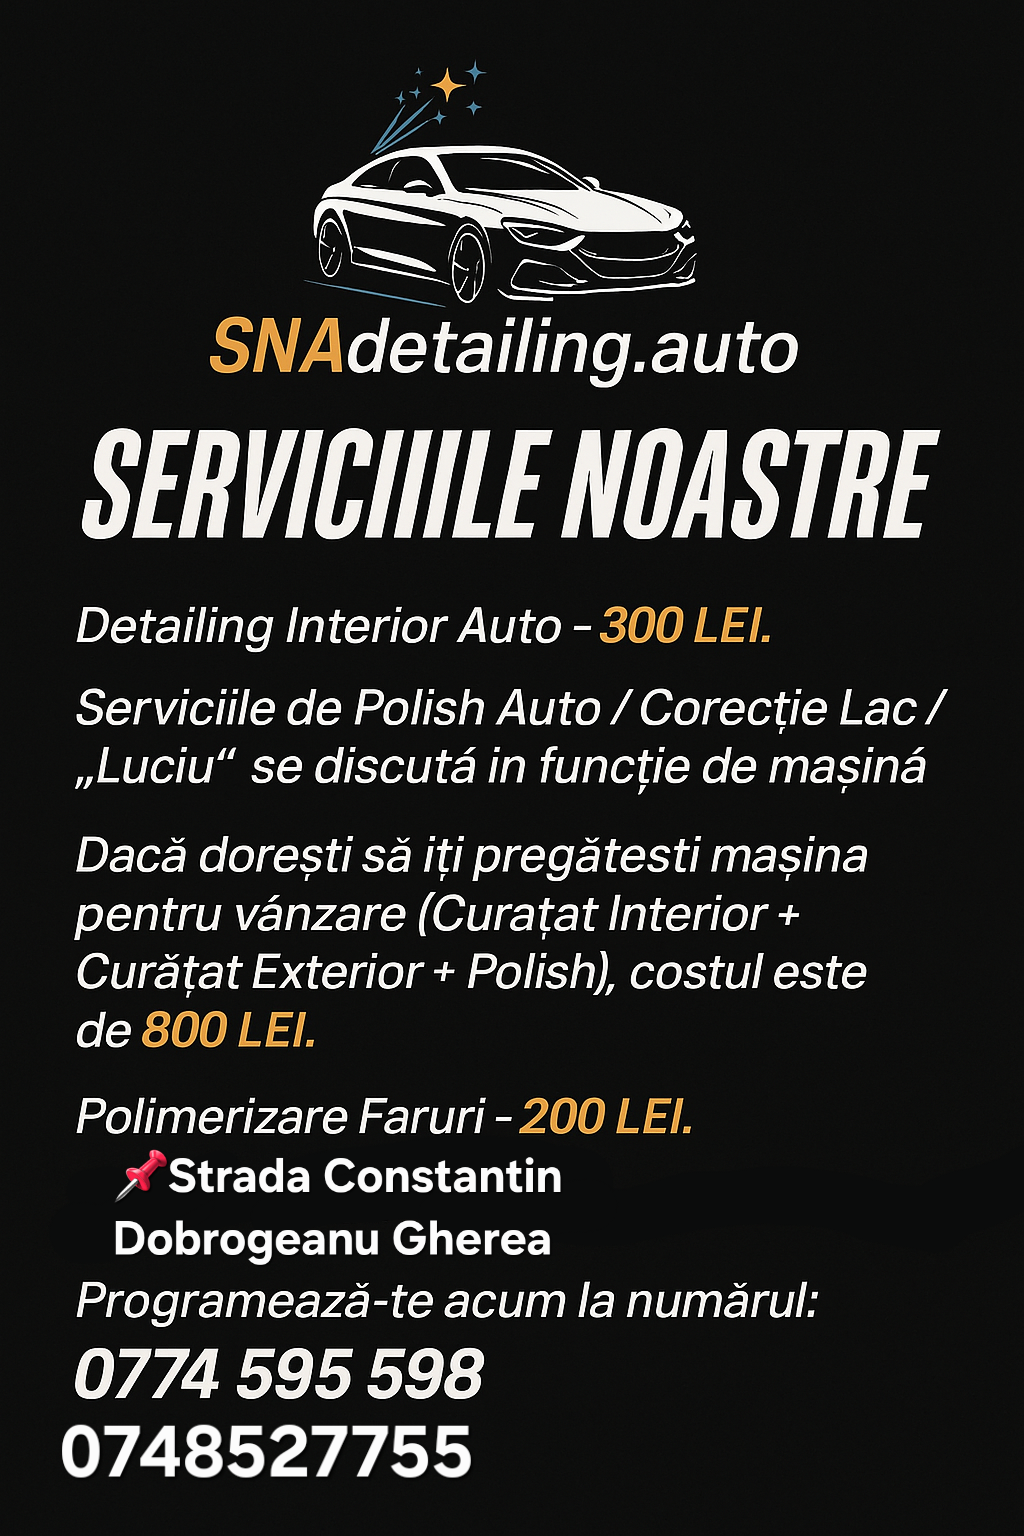 SNAdetailing.auto
SERVICIIILE NOASTRE
Detailing Interior Auto – 300 LEI.
Serviciile de Polish Auto / Corecție Lac /
„Luciu“ se discutá in funcție de mașiná
Dacă dorești să iți pregătesti mașina
pentru vánzare (Curațat Interior +
Curățat Exterior + Polish), costul este
de 800 LEI.
Polimerizare Faruri – 200 LEI.
📌Strada Constantin
Dobrogeanu Gherea
Programează-te acum la numărul:
0774 595 598
0748527755